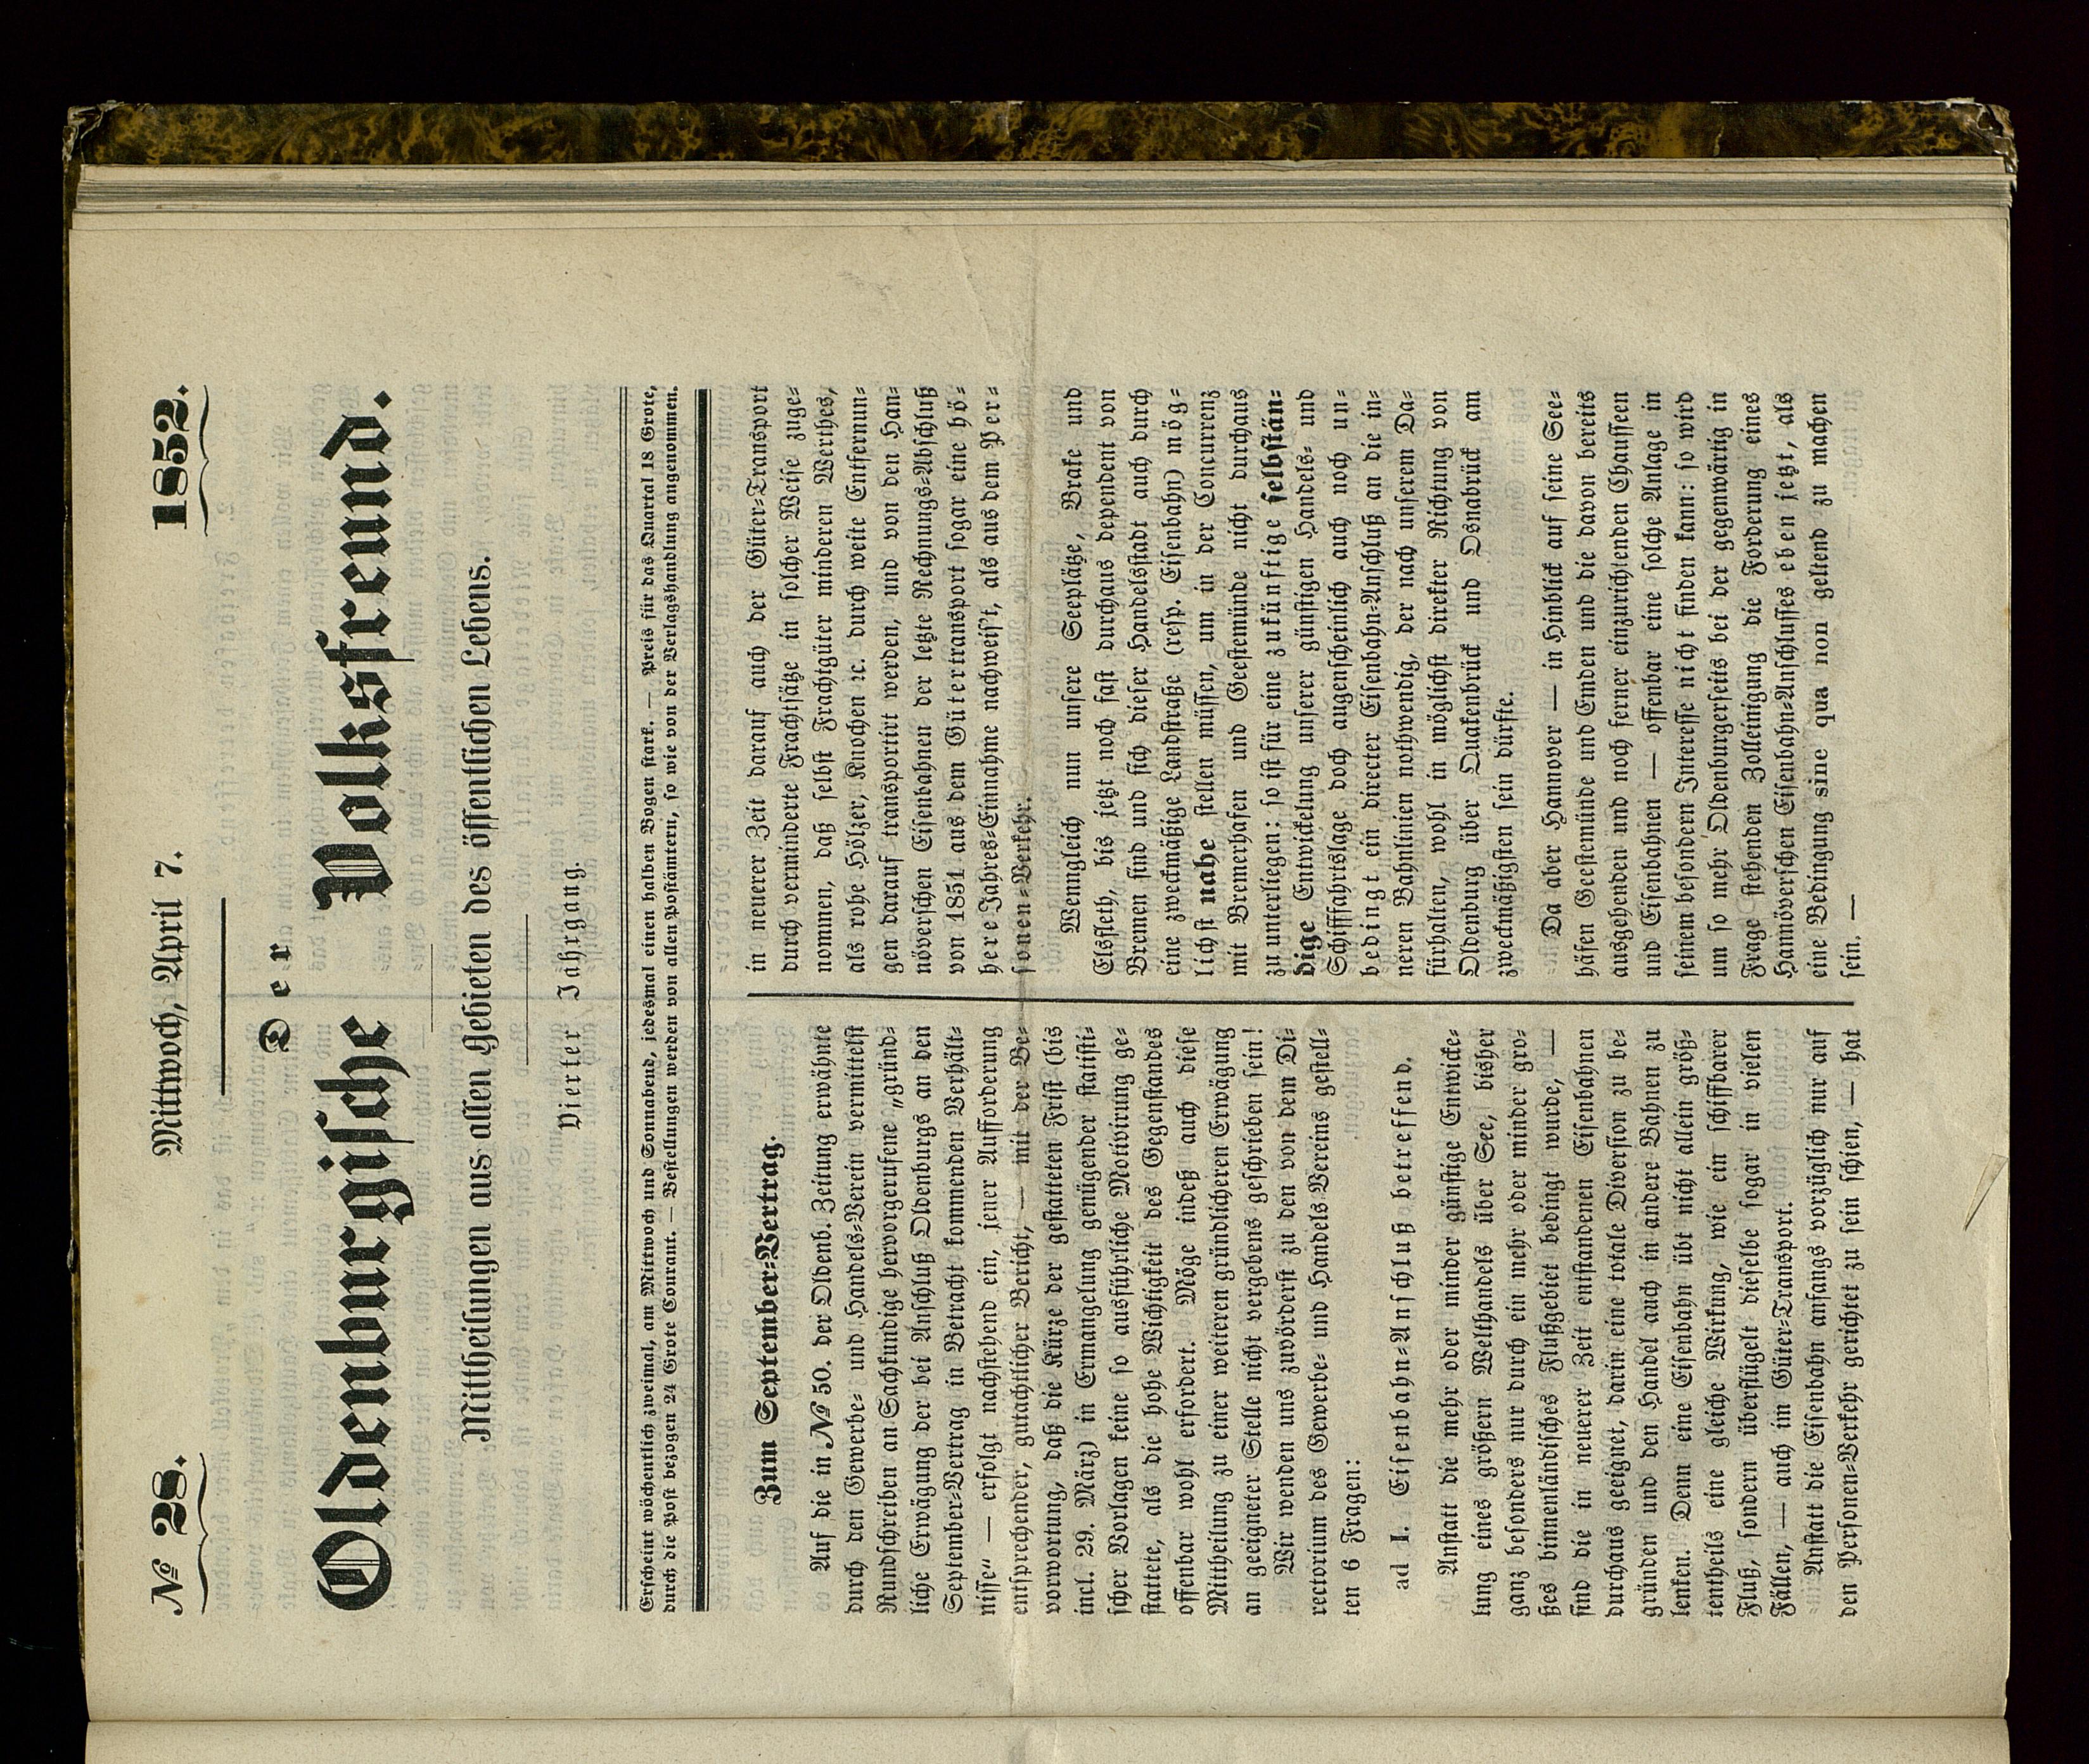 № 28.
Mittwoch, April 7.
1852.
Der
Oldenburgische Volksfreund.
Mittheilungen aus allen Gebieten des öffentlichen Lebens.
Vierter Jahrgang.
Erscheint wöchentlich zweimal, am Mittwoch und Sonnabend, jedesmal einen halben Bogen stark. — Preis für das Quartal 18 Grote,
durch die Post bezogen 24 Grote Courant. — Bestellungen werden von allen Postämtern, so wie von der Verlagshandlung angenommen.
Zum September-Vertrag.
Auf die in № 50. der Oldenb. Zeitung erwähnte
durch den Gewerbe- und Handels-Verein vermittelst
Rundschreiben an Sachkundige hervorgerufene „gründ-
liche Erwägung der bei Anschluß Oldenburgs an den
September-Vertrag in Betracht kommenden Verhält-
nisse“ — erfolgt nachstehend ein, jener Aufforderung
entsprechender, gutachtlicher Bericht, — mit der Be-
vorwortung, daß die Kürze der gestatteten Frist (bis
incl. 29. März) in Ermangelung genügender statisti-
scher Vorlagen keine so ausführliche Motivirung ge-
stattete, als die hohe Wichtigkeit des Gegenstandes
offenbar wohl erfordert. Möge indeß auch diese
Mittheilung zu einer weiteren gründlicheren Erwägung
an geeigneter Stelle nicht vergebens geschrieben sein!
Wir wenden uns zuvörderst zu den von dem Di-
rectorium des Gewerbe- und Handels-Vereins gestell-
ten 6 Fragen:
ad 1. Eisenbahn-Anschluß betreffend.
Anstatt die mehr oder minder günstige Entwicke-
lung eines größern Welthandels über See, bisher
ganz besonders nur durch ein mehr oder minder gro-
ßes binnenländisches Flußgebiet bedingt wurde, —
sind die in neuerer Zeit entstandenen Eisenbahnen
durchaus geeignet, darin eine totale Diversion zu be-
gründen und den Handel auch in andere Bahnen zu
lenken. Denn eine Eisenbahn übt nicht allein größ-
tentheils eine gleiche Wirkung, wie ein schiffbarer
Fluß, sondern überflügelt dieselbe sogar in vielen
Fällen, — auch im Güter-Transport.
Anstatt die Eisenbahn anfangs vorzüglich nur auf
den Personen-Verkehr gerichtet zu sein schien, — hat
in neuerer Zeit darauf auch der Güter-Transport
durch verminderte Frachtsätze in solcher Weise zuge-
nommen, daß selbst Frachtgüter minderen Werthes,
als rohe Hölzer, Knochen ꝛc. durch weite Entfernun-
gen darauf transportirt werden, und von den Han-
növerschen Eisenbahnen der letzte Rechnungs-Abschluß
von 1851 aus dem Gütertransport sogar eine hö-
here Jahres-Einnahme nachweis't, als aus dem Per-
sonen-Verkehr.
Wenngleich nun unsere Seeplätze, Brake und
Elsfleth, bis jetzt noch fast durchaus dependent von
Bremen sind und sich dieser Handelsstadt auch durch
eine zweckmäßige Landstraße (resp. Eisenbahn) mög-
lichst nahe stellen müssen, um in der Concurrenz
mit Bremerhafen und Geestemünde nicht durchaus
zu unterliegen: so ist für eine zukünftige selbstän-
dige Entwickelung unserer günstigen Handels- und
Schifffahrtslage doch augenscheinlich auch noch un-
bedingt ein directer Eisenbahn-Anschluß an die in-
neren Bahnlinien nothwendig, der nach unserem Da-
fürhalten, wohl in möglichst direkter Richtung von
Oldenburg über Quakenbrück und Osnabrück am
zweckmäßigsten sein dürfte.
Da aber Hannover — in Hinblick auf seine See-
häfen Geestemünde und Emden und die davon bereits
ausgehenden und noch ferner einzurichtenden Chausseen
und Eisenbahnen — offenbar eine solche Anlage in
seinem besondern Interesse nicht finden kann: so wird
um so mehr Oldenburgerseits bei der gegenwärtig in
Frage stehenden Zolleinigung die Forderung eines
Hannöverschen Eisenbahn-Anschlusses eben jetzt, als
eine Bedingung sine qua non geltend zu machen
sein. —